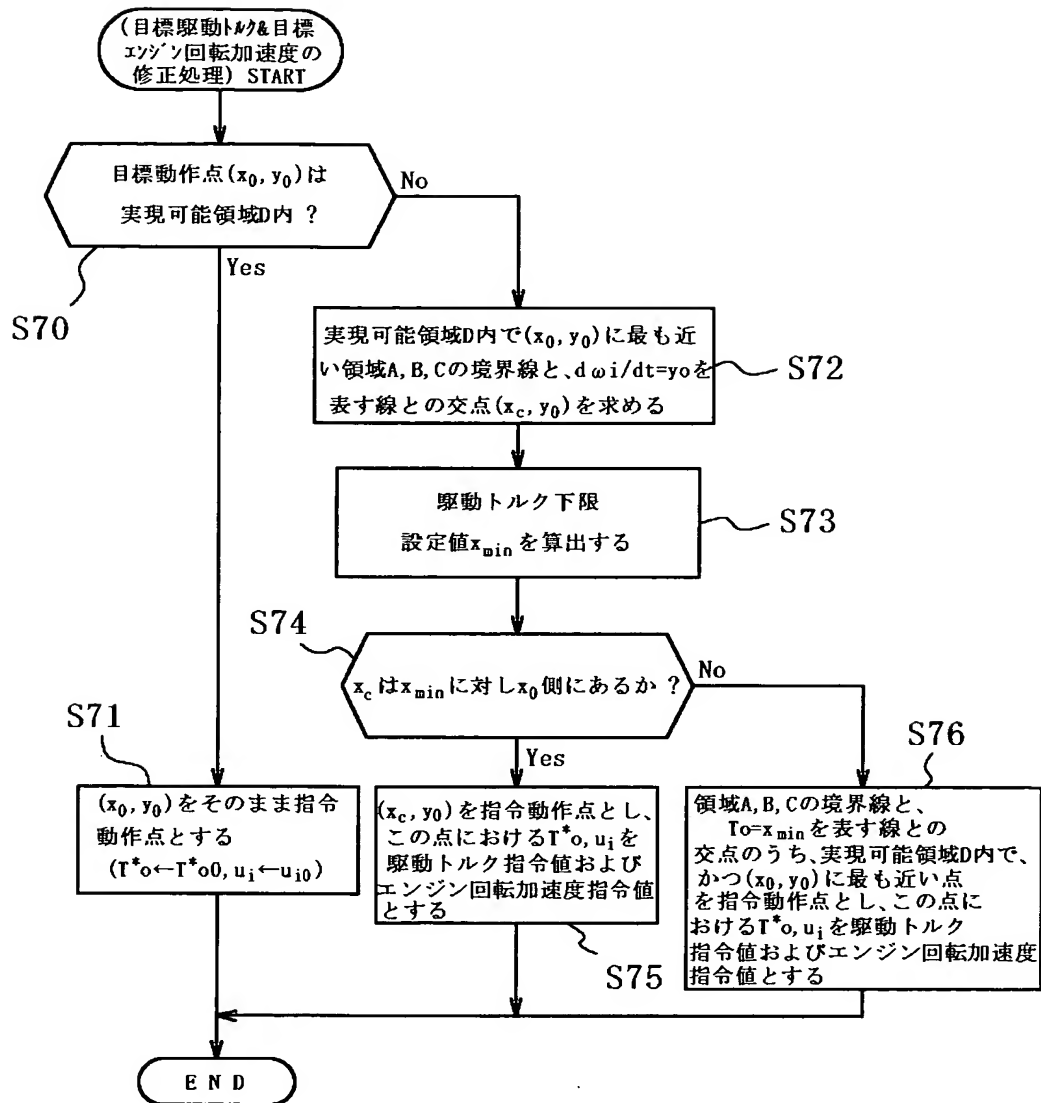 (目標駆動ﾄﾙｸ&目標
ｴﾝｼﾞﾝ回転加速度の
修正処理) START
目標動作点(x₀, y₀)は
実現可能領域D内 ?
No
Yes
S70
実現可能領域D内で(x₀, y₀)に最も近
い領域A, B, Cの境界線と、dωi/dt=yoを
表す線との交点(x_c, y₀)を求める
S72
駆動トルク下限
設定値x_minを算出する
S73
S74
x_cはx_minに対しx₀側にあるか ?
No
Yes
S71
(x₀, y₀)をそのまま指令
動作点とする
(T*o←T*o0, u_i←u_i0)
(x_c, y₀)を指令動作点とし、
この点におけるT*o, u_iを
駆動トルク指令値および
エンジン回転加速度指令値
とする
S75
S76
領域A, B, Cの境界線と、
To=x_minを表す線との
交点のうち、実現可能領域D内で、
かつ(x₀, y₀)に最も近い点
を指令動作点とし、この点に
おけるT*o, u_iを駆動トルク
指令値およびエンジン回転加速度
指令値とする
END